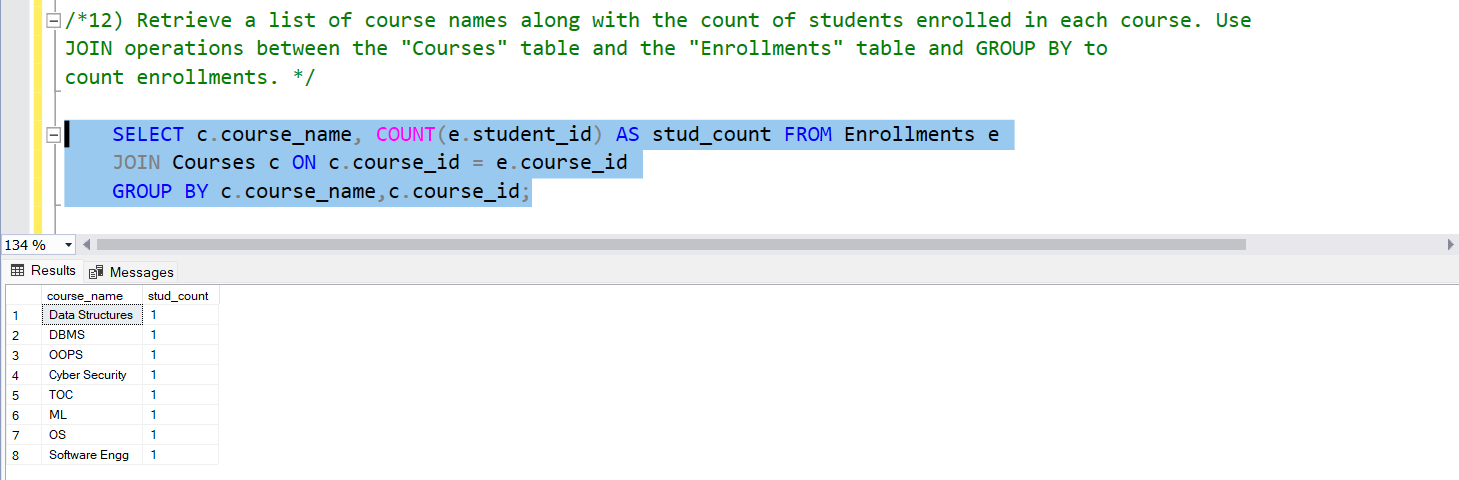 /*12) Retrieve a list of course names along with the count of students enrolled in each course. Use
JOIN operations between the "Courses" table and the "Enrollments" table and GROUP BY to
count enrollments. */
SELECT c.course_name, COUNT(e.student_id) AS stud_count FROM Enrollments e
JOIN Courses c ON c.course_id = e.course_id
GROUP BY c.course_name,c.course_id;
134 %
Results Messages
course_name stud_count
1 Data Structures 1
2 DBMS 1
3 OOPS 1
4 Cyber Security 1
5 TOC 1
6 ML 1
7 OS 1
8 Software Engg 1